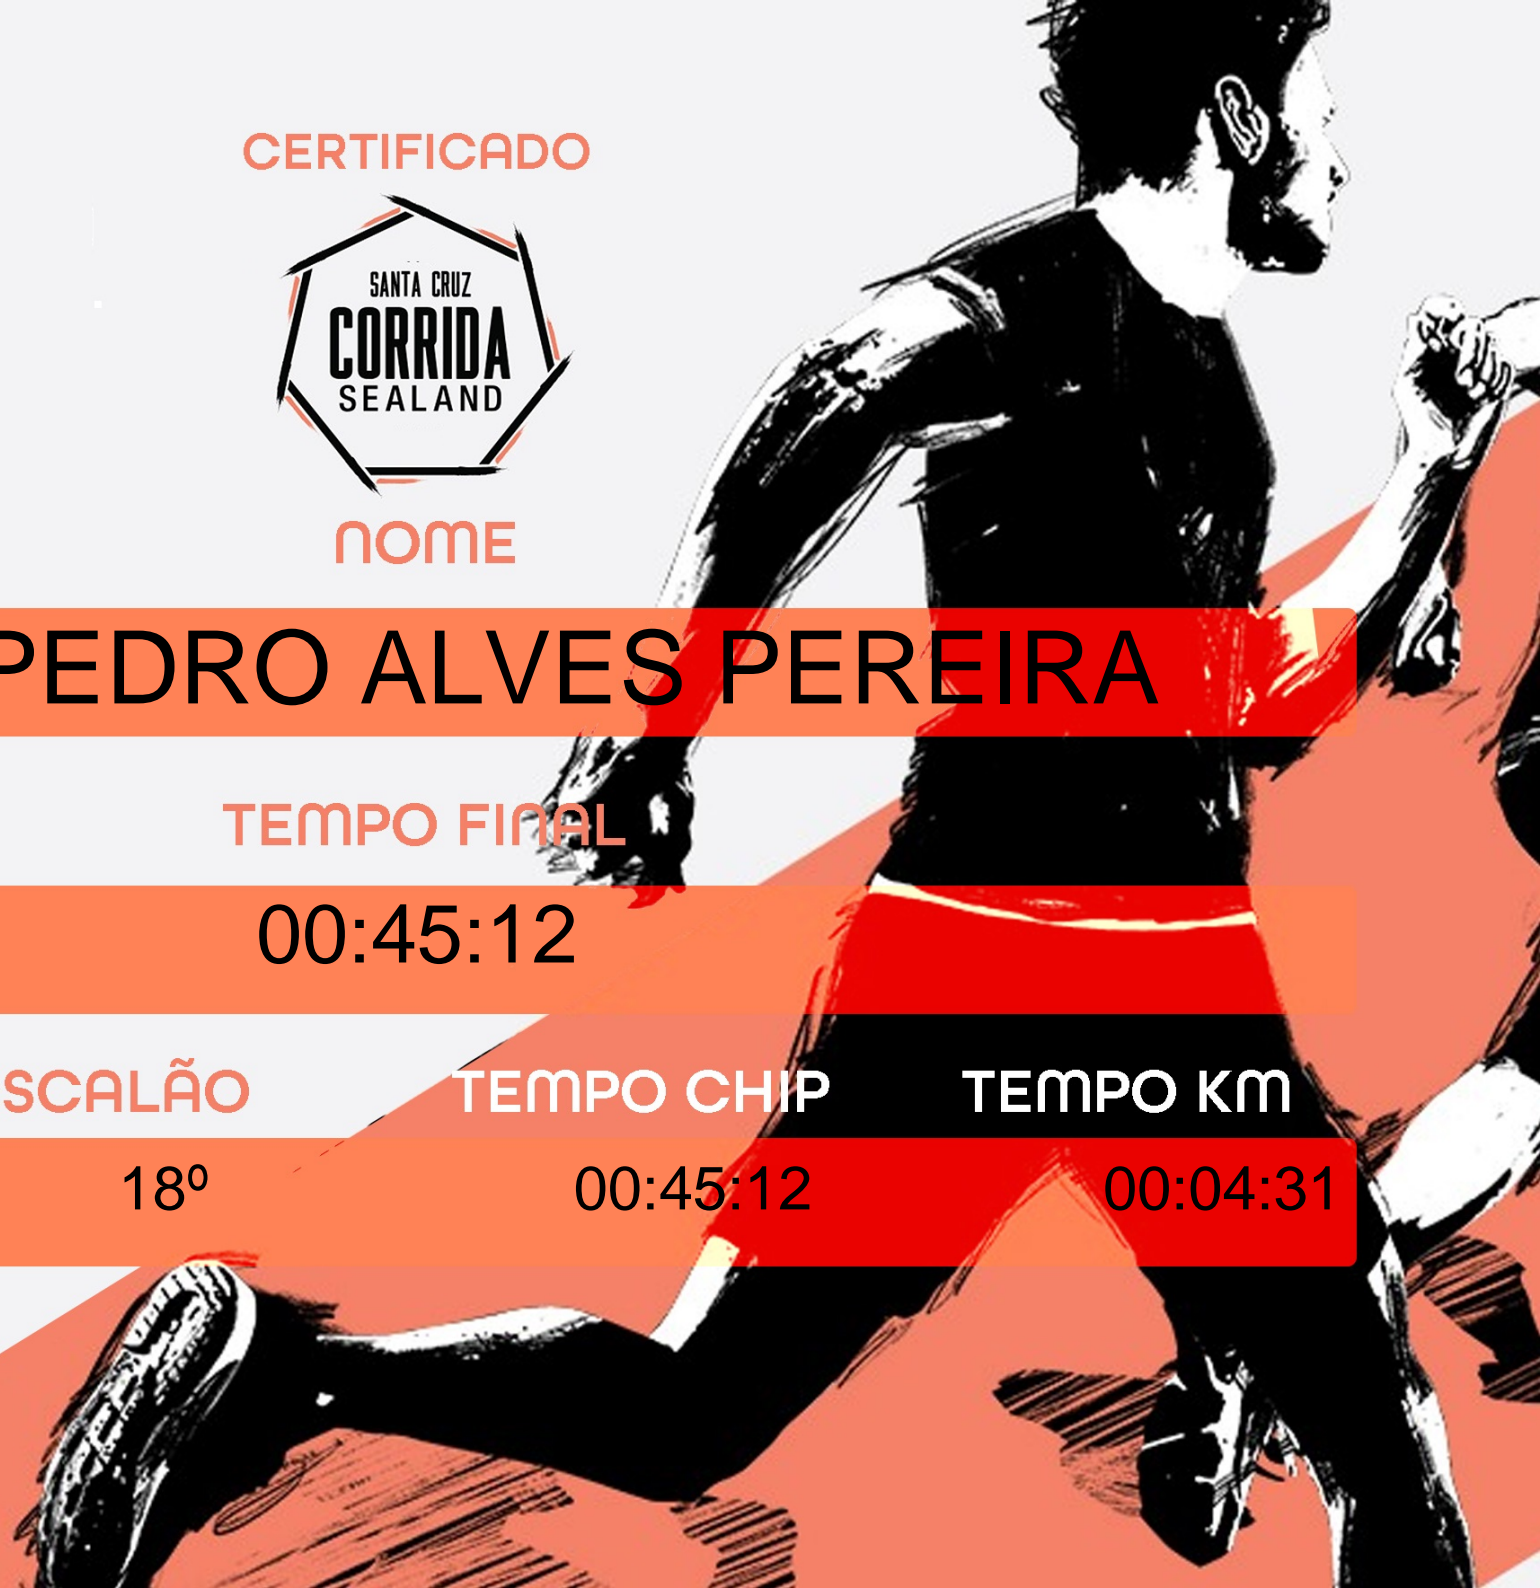 CERTIFICADO
SANTA CRUZ
CORRIDA
SEALAND
NOME
PEDRO ALVES PEREIRA
TEMPO FINAL
00:45:12
SCALÃO TEMPO CHIP TEMPO KM
18º 00:45:12 00:04:31